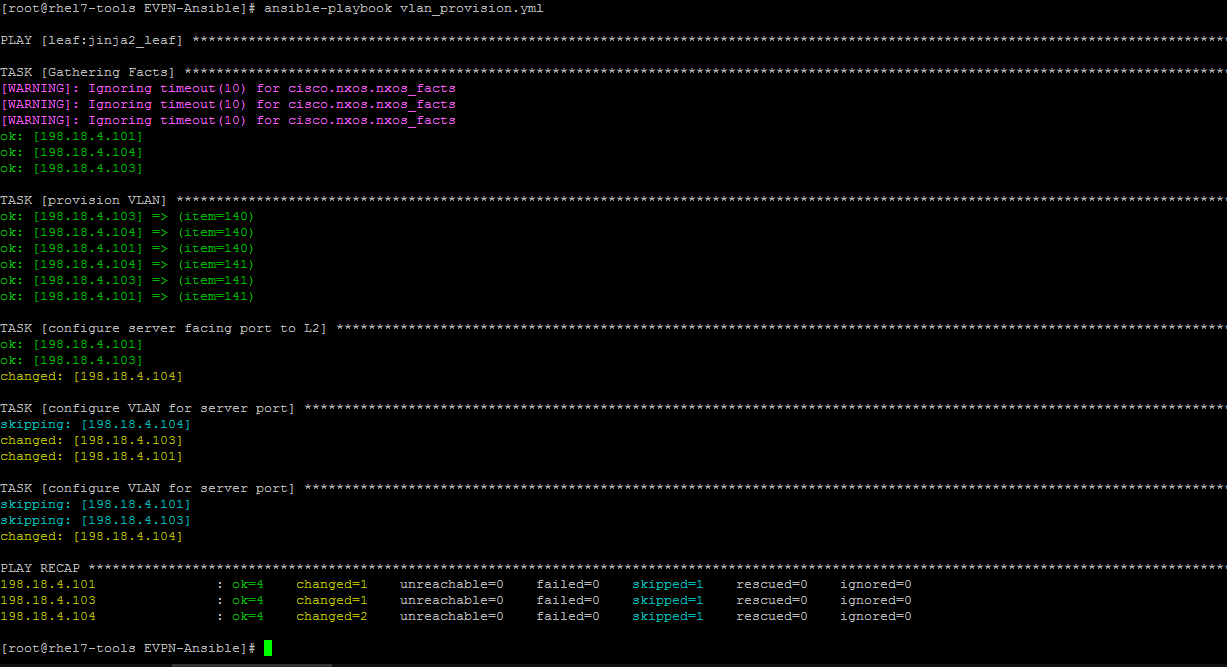 [root@rhel7-tools EVPN-Ansible]# ansible-playbook vlan_provision.yml
PLAY [leaf:jinja2_leaf] *********************************************************************************************************************************
TASK [Gathering Facts] **********************************************************************************************************************************
[WARNING]: Ignoring timeout(10) for cisco.nxos.nxos_facts
[WARNING]: Ignoring timeout(10) for cisco.nxos.nxos_facts
[WARNING]: Ignoring timeout(10) for cisco.nxos.nxos_facts
ok: [198.18.4.101]
ok: [198.18.4.104]
ok: [198.18.4.103]
TASK [provision VLAN] ***********************************************************************************************************************************
ok: [198.18.4.103] => (item=140)
ok: [198.18.4.104] => (item=140)
ok: [198.18.4.101] => (item=140)
ok: [198.18.4.104] => (item=141)
ok: [198.18.4.103] => (item=141)
ok: [198.18.4.101] => (item=141)
TASK [configure server facing port to L2] ***************************************************************************************************************
ok: [198.18.4.101]
ok: [198.18.4.103]
changed: [198.18.4.104]
TASK [configure VLAN for server port] *******************************************************************************************************************
skipping: [198.18.4.104]
changed: [198.18.4.103]
changed: [198.18.4.101]
TASK [configure VLAN for server port] *******************************************************************************************************************
skipping: [198.18.4.101]
skipping: [198.18.4.103]
changed: [198.18.4.104]
PLAY RECAP **********************************************************************************************************************************************
198.18.4.101 : ok=4 changed=1 unreachable=0 failed=0 skipped=1 rescued=0 ignored=0
198.18.4.103 : ok=4 changed=1 unreachable=0 failed=0 skipped=1 rescued=0 ignored=0
198.18.4.104 : ok=4 changed=2 unreachable=0 failed=0 skipped=1 rescued=0 ignored=0
[root@rhel7-tools EVPN-Ansible]#